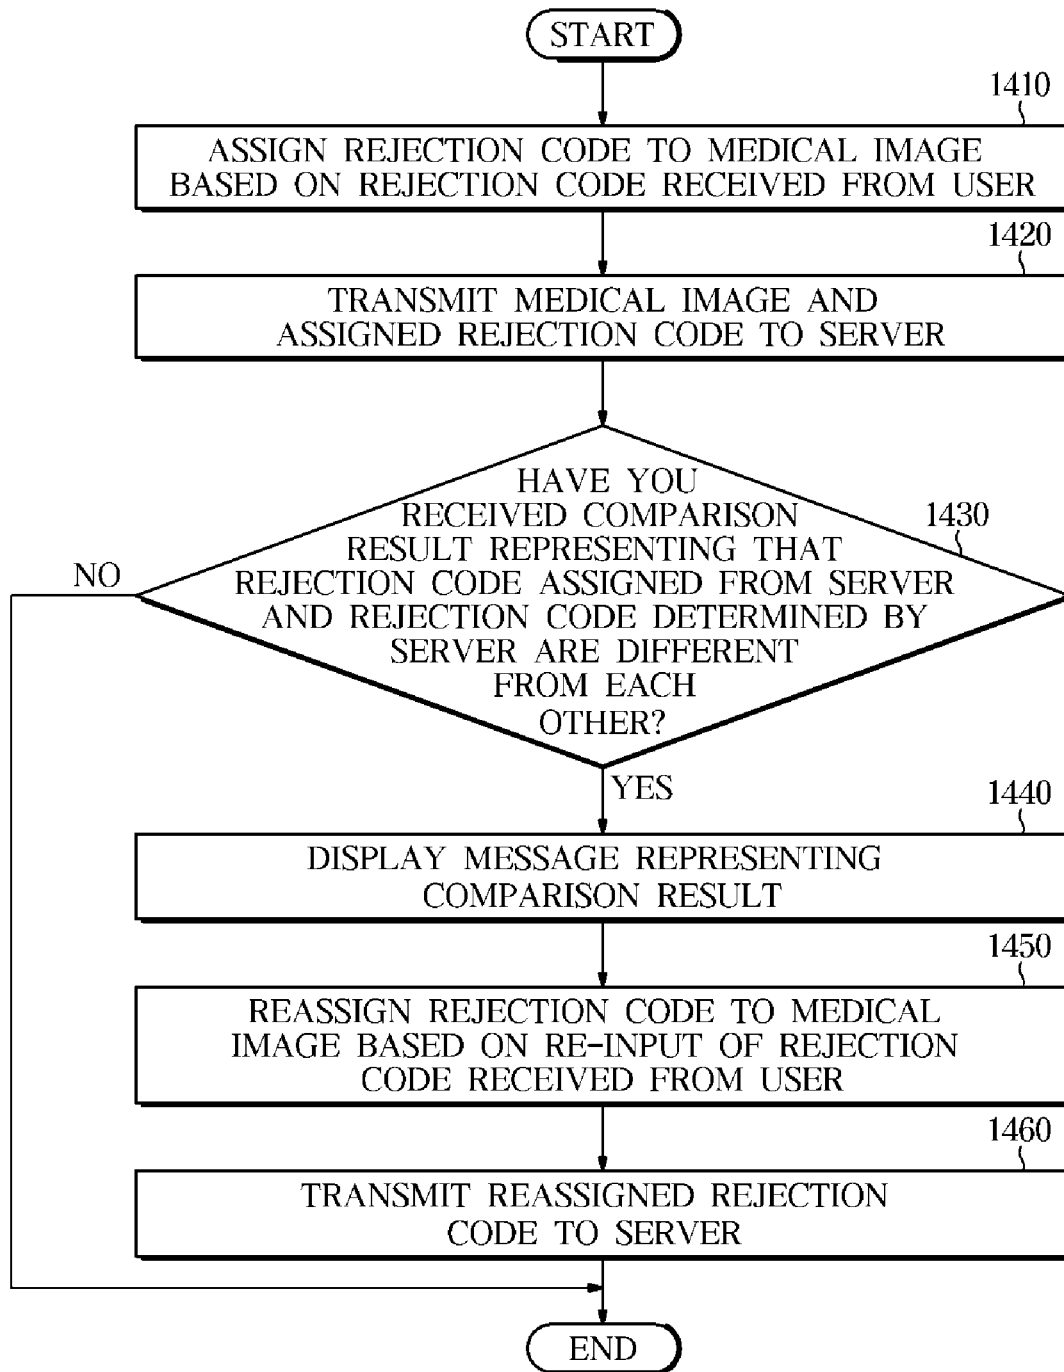 START
1410
ASSIGN REJECTION CODE TO MEDICAL IMAGE
BASED ON REJECTION CODE RECEIVED FROM USER
1420
TRANSMIT MEDICAL IMAGE AND
ASSIGNED REJECTION CODE TO SERVER
HAVE YOU
RECEIVED COMPARISON
RESULT REPRESENTING THAT
REJECTION CODE ASSIGNED FROM SERVER
AND REJECTION CODE DETERMINED BY
SERVER ARE DIFFERENT
FROM EACH
OTHER?
1430
NO
YES
1440
DISPLAY MESSAGE REPRESENTING
COMPARISON RESULT
1450
REASSIGN REJECTION CODE TO MEDICAL
IMAGE BASED ON RE-INPUT OF REJECTION
CODE RECEIVED FROM USER
1460
TRANSMIT REASSIGNED REJECTION
CODE TO SERVER
END